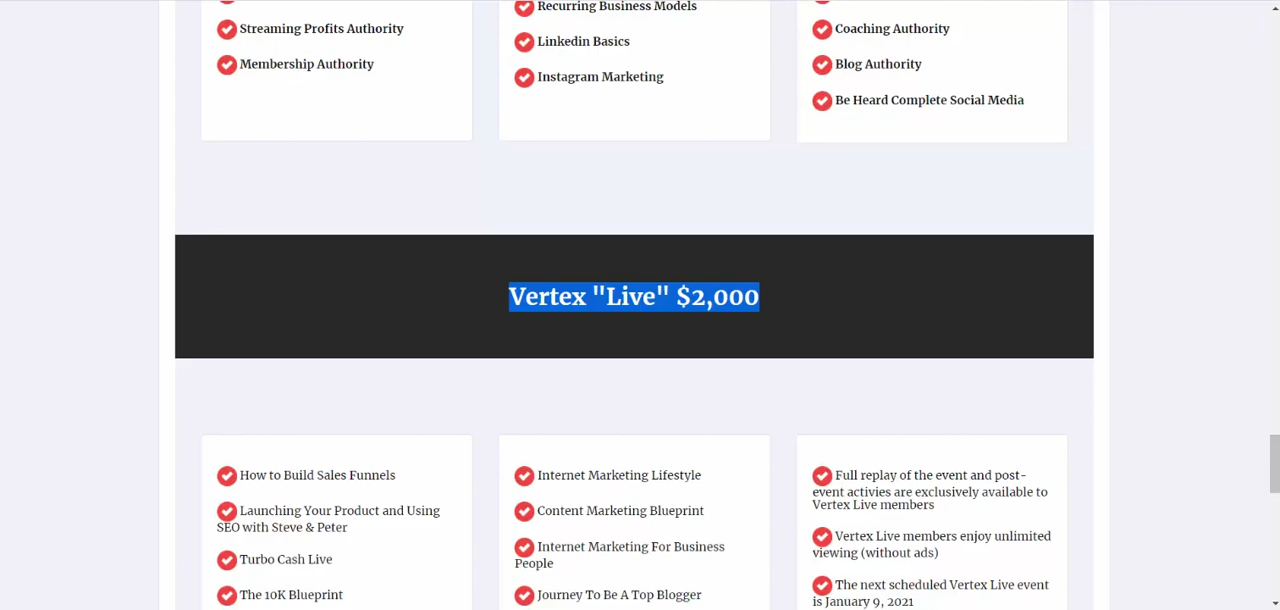 Streaming Profits Authority
Membership Authority
Recurring Business Models
Linkedin Basics
Instagram Marketing
Coaching Authority
Blog Authority
Be Heard Complete Social Media
Vertex "Live" $2,000
How to Build Sales Funnels
Launching Your Product and Using
SEO with Steve & Peter
Turbo Cash Live
The 10K Blueprint
Internet Marketing Lifestyle
Content Marketing Blueprint
Internet Marketing For Business
People
Journey To Be A Top Blogger
Full replay of the event and post-
event activies are exclusively available to
Vertex Live members
Vertex Live members enjoy unlimited
viewing (without ads)
The next scheduled Vertex Live event
is January 9, 2021